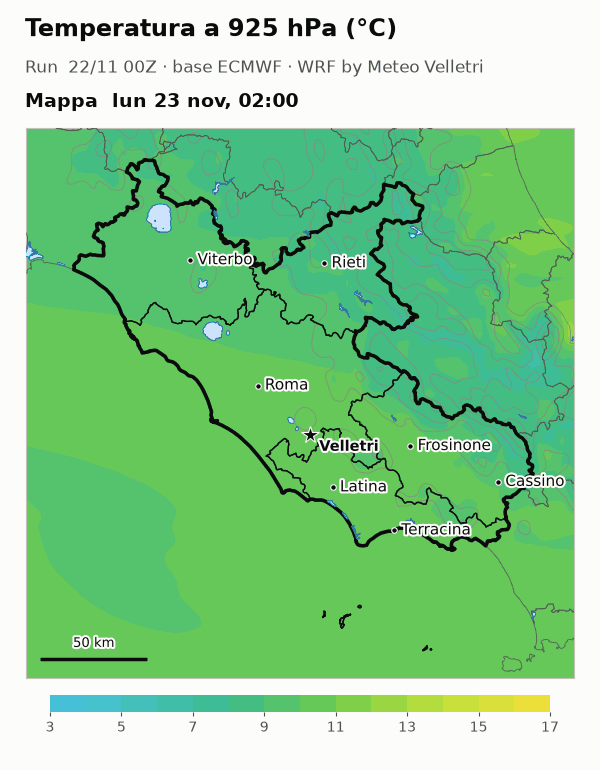 Temperatura a 925 hPa (°C)
Run  22/11 00Z · base ECMWF · WRF by Meteo Velletri
Mappa  lun 23 nov, 02:00
Viterbo
Rieti
Roma
Velletri
Frosinone
Latina
Cassino
Terracina
50 km
3 5 7 9 11 13 15 17